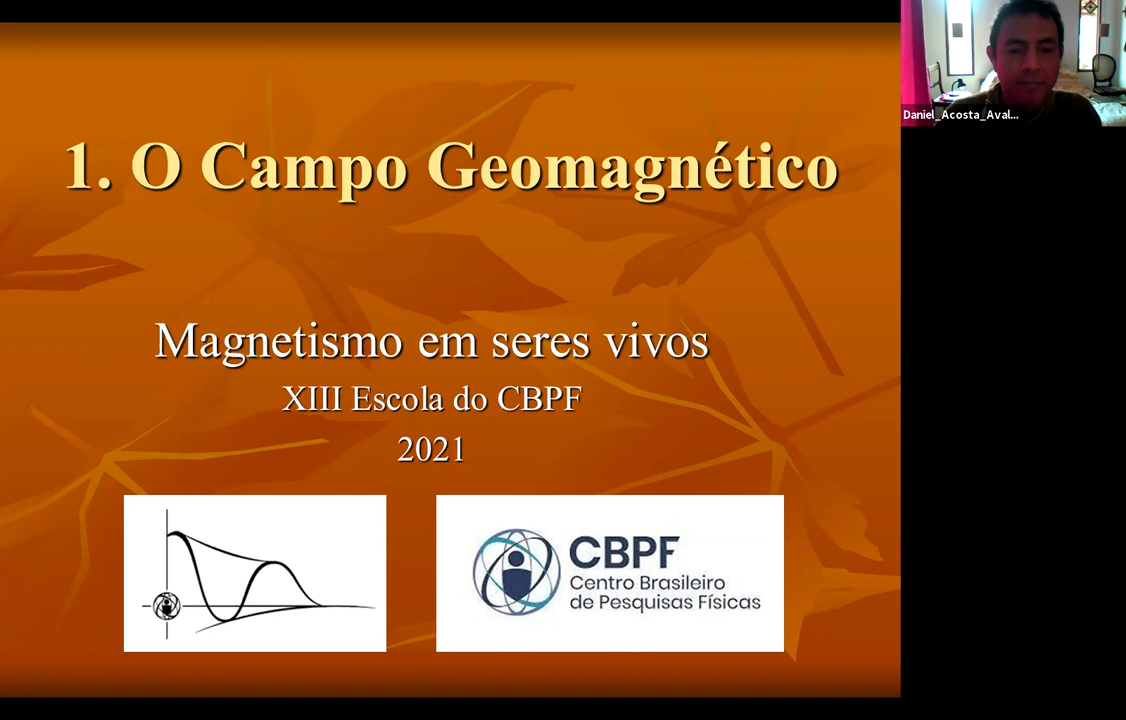 1. O Campo Geomagnético
Magnetismo em seres vivos
XIII Escola do CBPF
2021
CBPF
Centro Brasileiro
de Pesquisas Físicas
Daniel_Acosta_Aval...